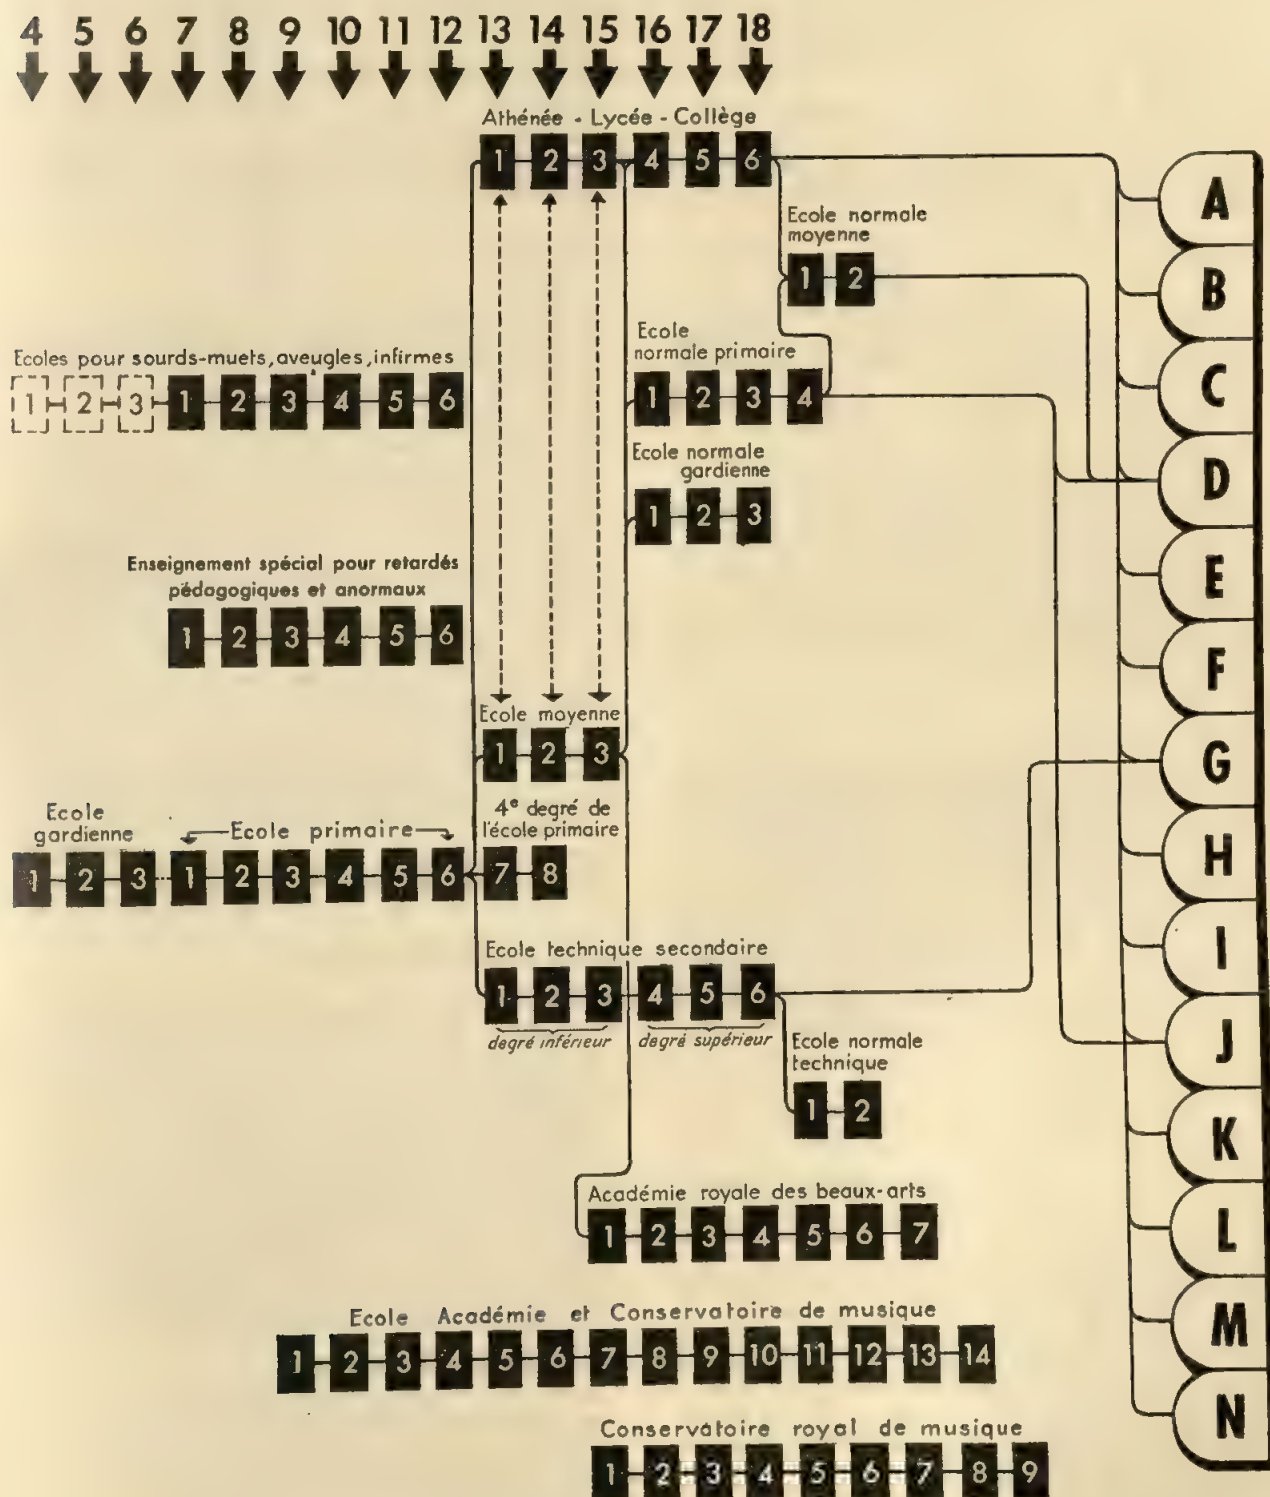 4 5 6 7 8 9 10 11 12 13 14 15 16 17 18
Athénée - Lycée - Collège
1 2 3 4 5 6
A
Ecole normale
moyenne
1 2
B
Ecole
normale primaire
1 2 3 4
C
Ecoles pour sourds-muets, aveugles, infirmes
1 2 3 1 2 3 4 5 6
Ecole normale
gardienne
1 2 3
D
Enseignement spécial pour retardés
pédagogiques et anormaux
1 2 3 4 5 6
E
F
Ecole moyenne
1 2 3
G
Ecole
gardienne
1 2 3
Ecole primaire
1 2 3 4 5 6
4e degré de
l'école primaire
7 8
H
Ecole technique secondaire
1 2 3 4 5 6
degré inférieur degré supérieur
I
Ecole normale
technique
1 2
J
K
Académie royale des beaux-arts
1 2 3 4 5 6 7
L
Ecole Académie et Conservatoire de musique
1 2 3 4 5 6 7 8 9 10 11 12 13 14
M
Conservatoire royal de musique
1 2 3 4 5 6 7 8 9
N